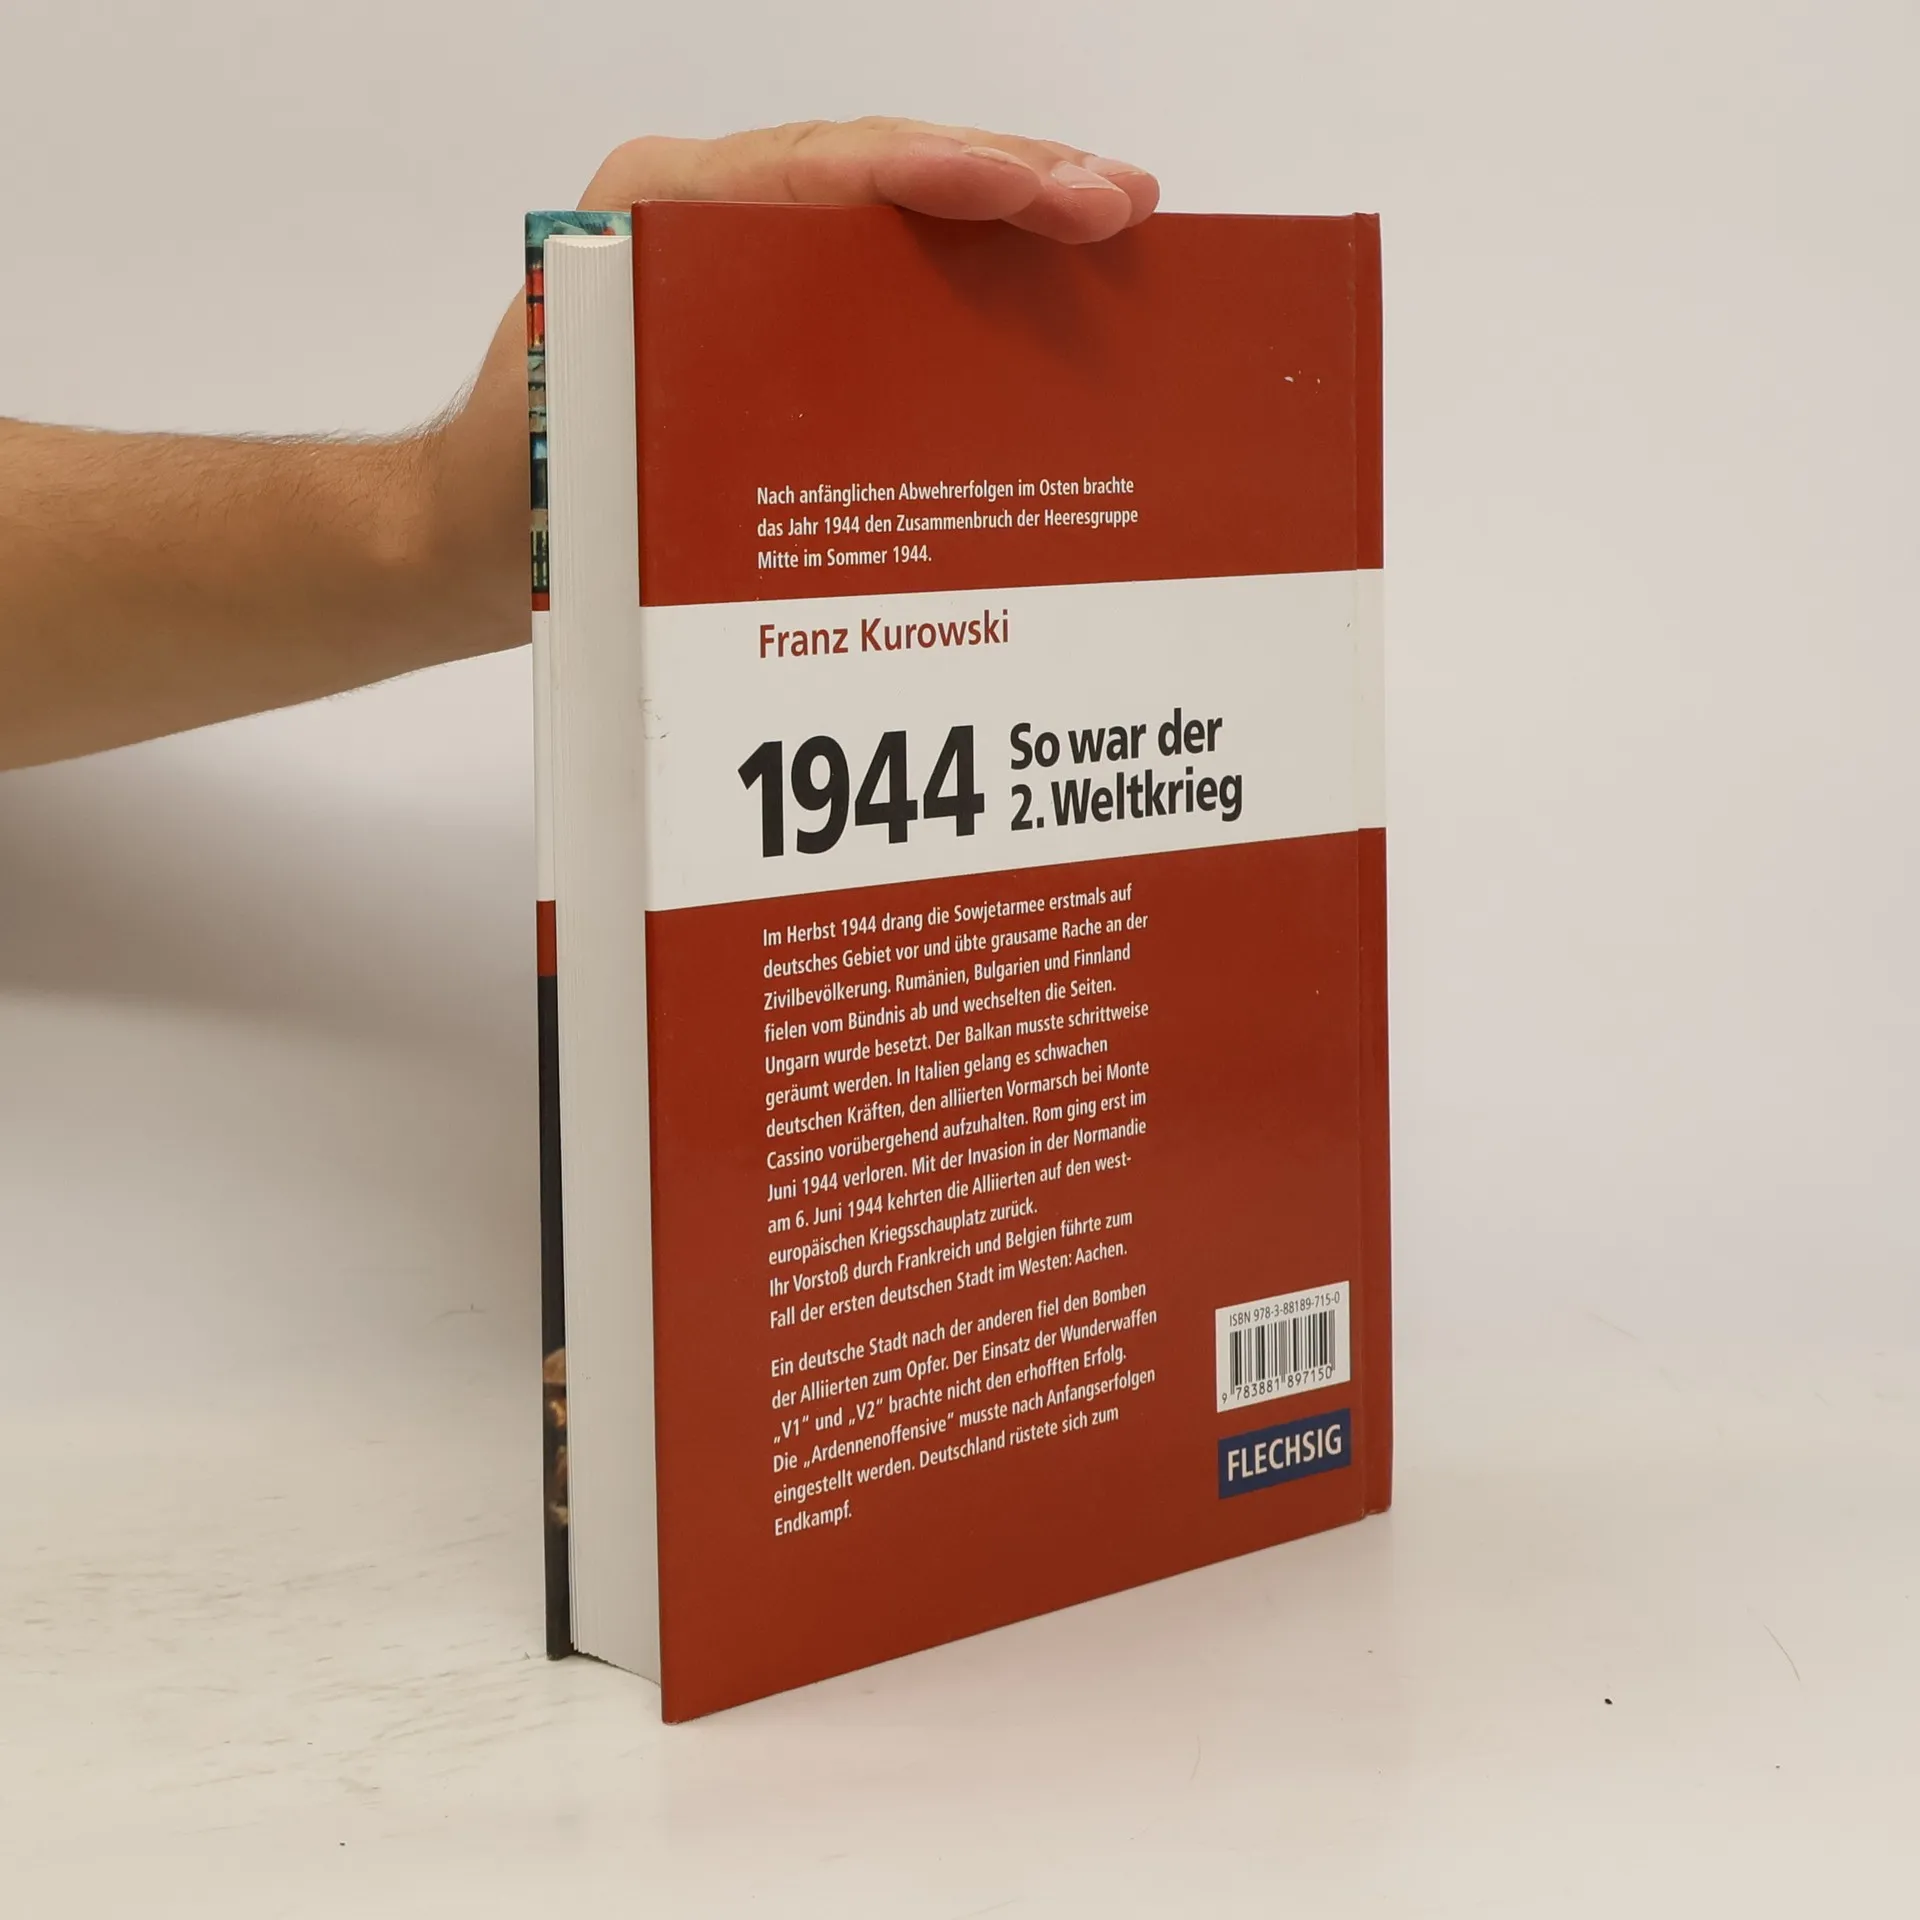 Nach anfänglichen Abwehrerfolgen im Osten brachte
das Jahr 1944 den Zusammenbruch der Heeresgruppe
Mitte im Sommer 1944.
Franz Kurowski
1944 So war der
2. Weltkrieg
Im Herbst 1944 drang die Sowjetarmee erstmals auf
deutsches Gebiet vor und übte grausame Rache an der
Zivilbevölkerung. Rumänien, Bulgarien und Finnland
fielen vom Bündnis ab und wechselten die Seiten.
Ungarn wurde besetzt. Der Balkan musste schrittweise
geräumt werden. In Italien gelang es schwachen
deutschen Kräften, den alliierten Vormarsch bei Monte
Cassino vorübergehend aufzuhalten. Rom ging erst im
Juni 1944 verloren. Mit der Invasion in der Normandie
am 6. Juni 1944 kehrten die Alliierten auf den west-
europäischen Kriegsschauplatz zurück.
Ihr Vorstoß durch Frankreich und Belgien führte zum
Fall der ersten deutschen Stadt im Westen: Aachen.
Ein deutsche Stadt nach der anderen fiel den Bomben
der Alliierten zum Opfer. Der Einsatz der Wunderwaffen
„V1“ und „V2“ brachte nicht den erhofften Erfolg.
Die „Ardennenoffensive“ musste nach Anfangserfolgen
eingestellt werden. Deutschland rüstete sich zum
Endkampf.
ISBN 978-3-88189-715-0
9 783881 897150
FLECHSIG